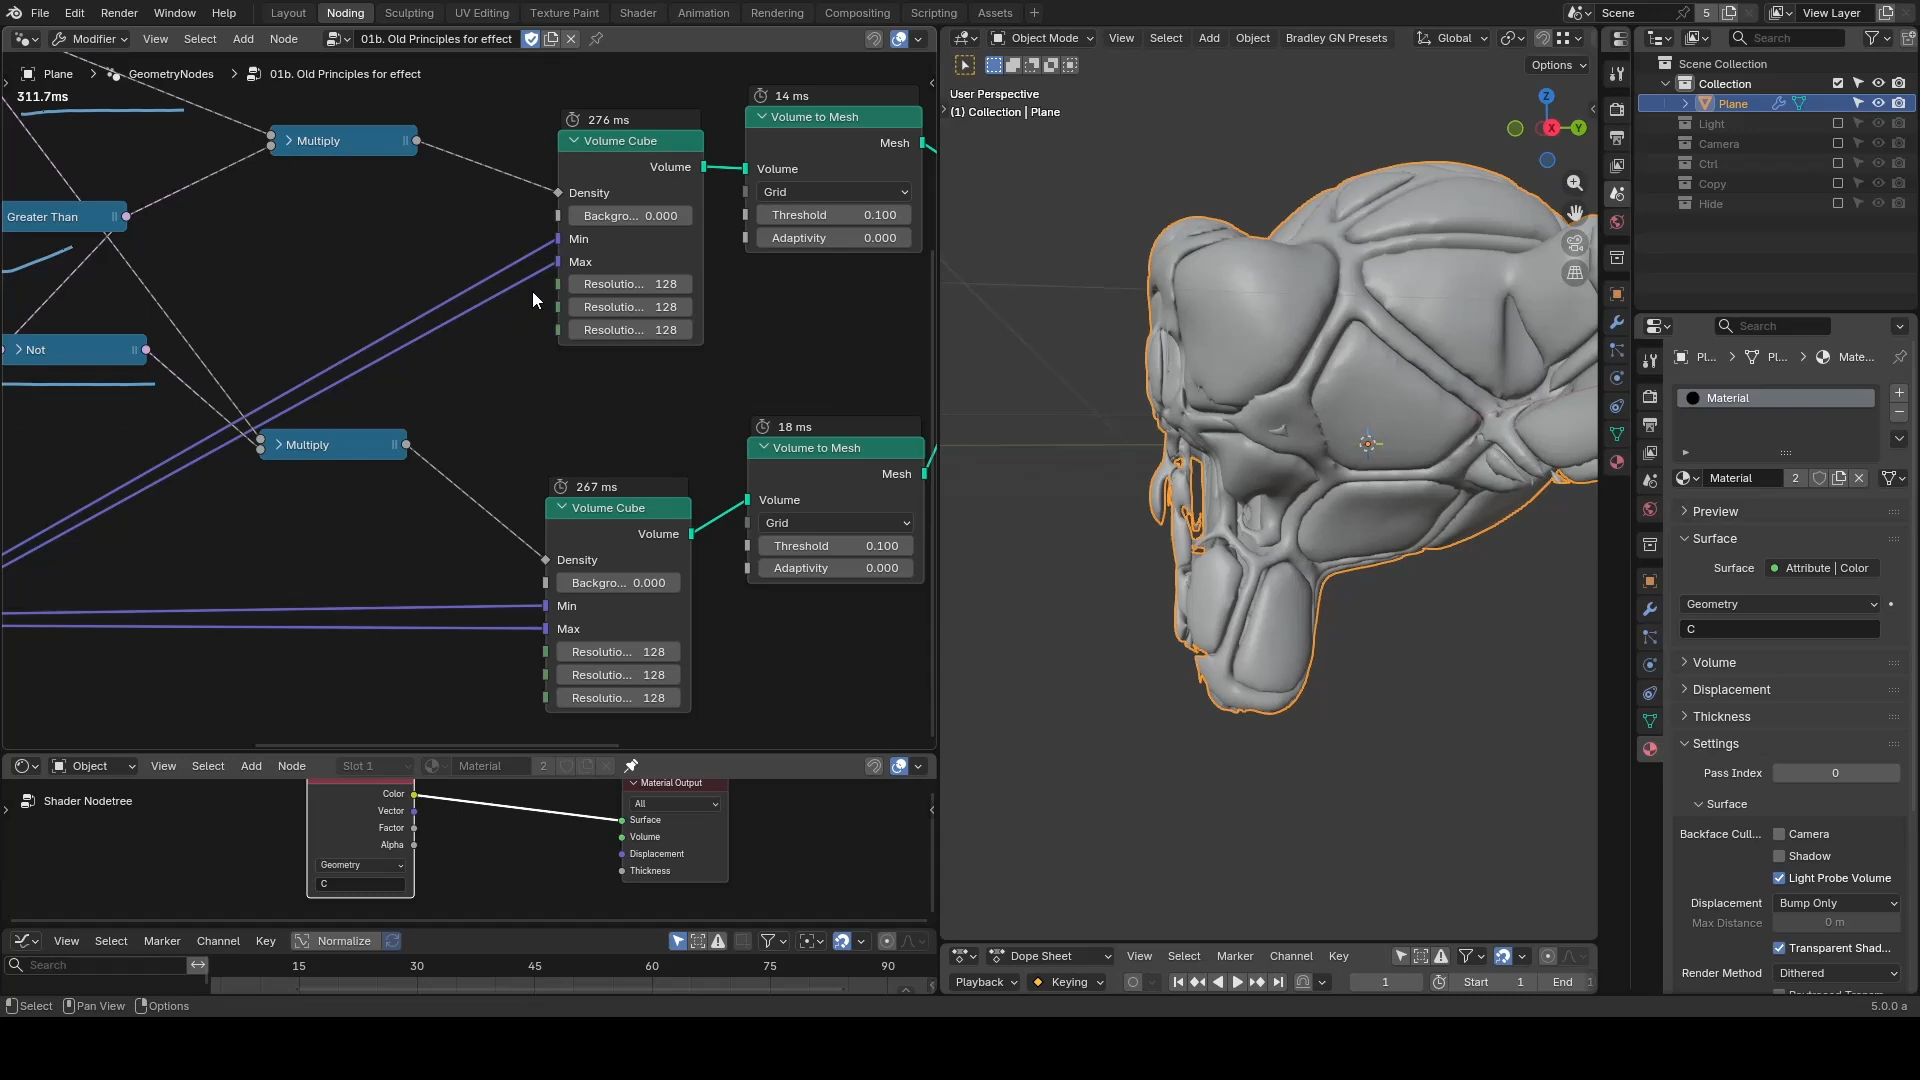 File Edit Render Window Help Layout Noding Sculpting UV Editing Texture Paint Shader Animation Rendering Compositing Scripting Assets + Scene 5 View Layer
Modifier View Select Add Node 01b. Old Principles for effect
Object Mode View Select Add Object Bradley GN Presets Global
Search
Plane GeometryNodes 01b. Old Principles for effect
311.7ms
Options
User Perspective
(1) Collection | Plane
Z
X
Y
Scene Collection
Collection
Plane
Light
Camera
Ctrl
Copy
Hide
Multiply
Greater Than
Not
Multiply
276 ms
Volume Cube
Volume
Density
Backgro... 0.000
Min
Max
Resolutio... 128
Resolutio... 128
Resolutio... 128
14 ms
Volume to Mesh
Mesh
Volume
Grid
Threshold 0.100
Adaptivity 0.000
267 ms
Volume Cube
Volume
Density
Backgro... 0.000
Min
Max
Resolutio... 128
Resolutio... 128
Resolutio... 128
18 ms
Volume to Mesh
Mesh
Volume
Grid
Threshold 0.100
Adaptivity 0.000
Search
Pl... Pl... Mate...
Material
Material 2
Preview
Surface
Surface Attribute | Color
Geometry
C
Volume
Displacement
Thickness
Settings
Pass Index 0
Surface
Backface Cull... Camera
Shadow
Light Probe Volume
Displacement Bump Only
Max Distance 0 m
Transparent Shad...
Render Method Dithered
Object View Select Add Node Slot 1 Material 2
Shader Nodetree
Color
Vector
Factor
Alpha
Geometry
C
Material Output
All
Surface
Volume
Displacement
Thickness
View Select Marker Channel Key Normalize
Search
15 30 45 60 75 90
Dope Sheet View Select Marker Channel Key
Playback Keying 1 Start 1 End 1
Select Pan View Options
5.0.0 a